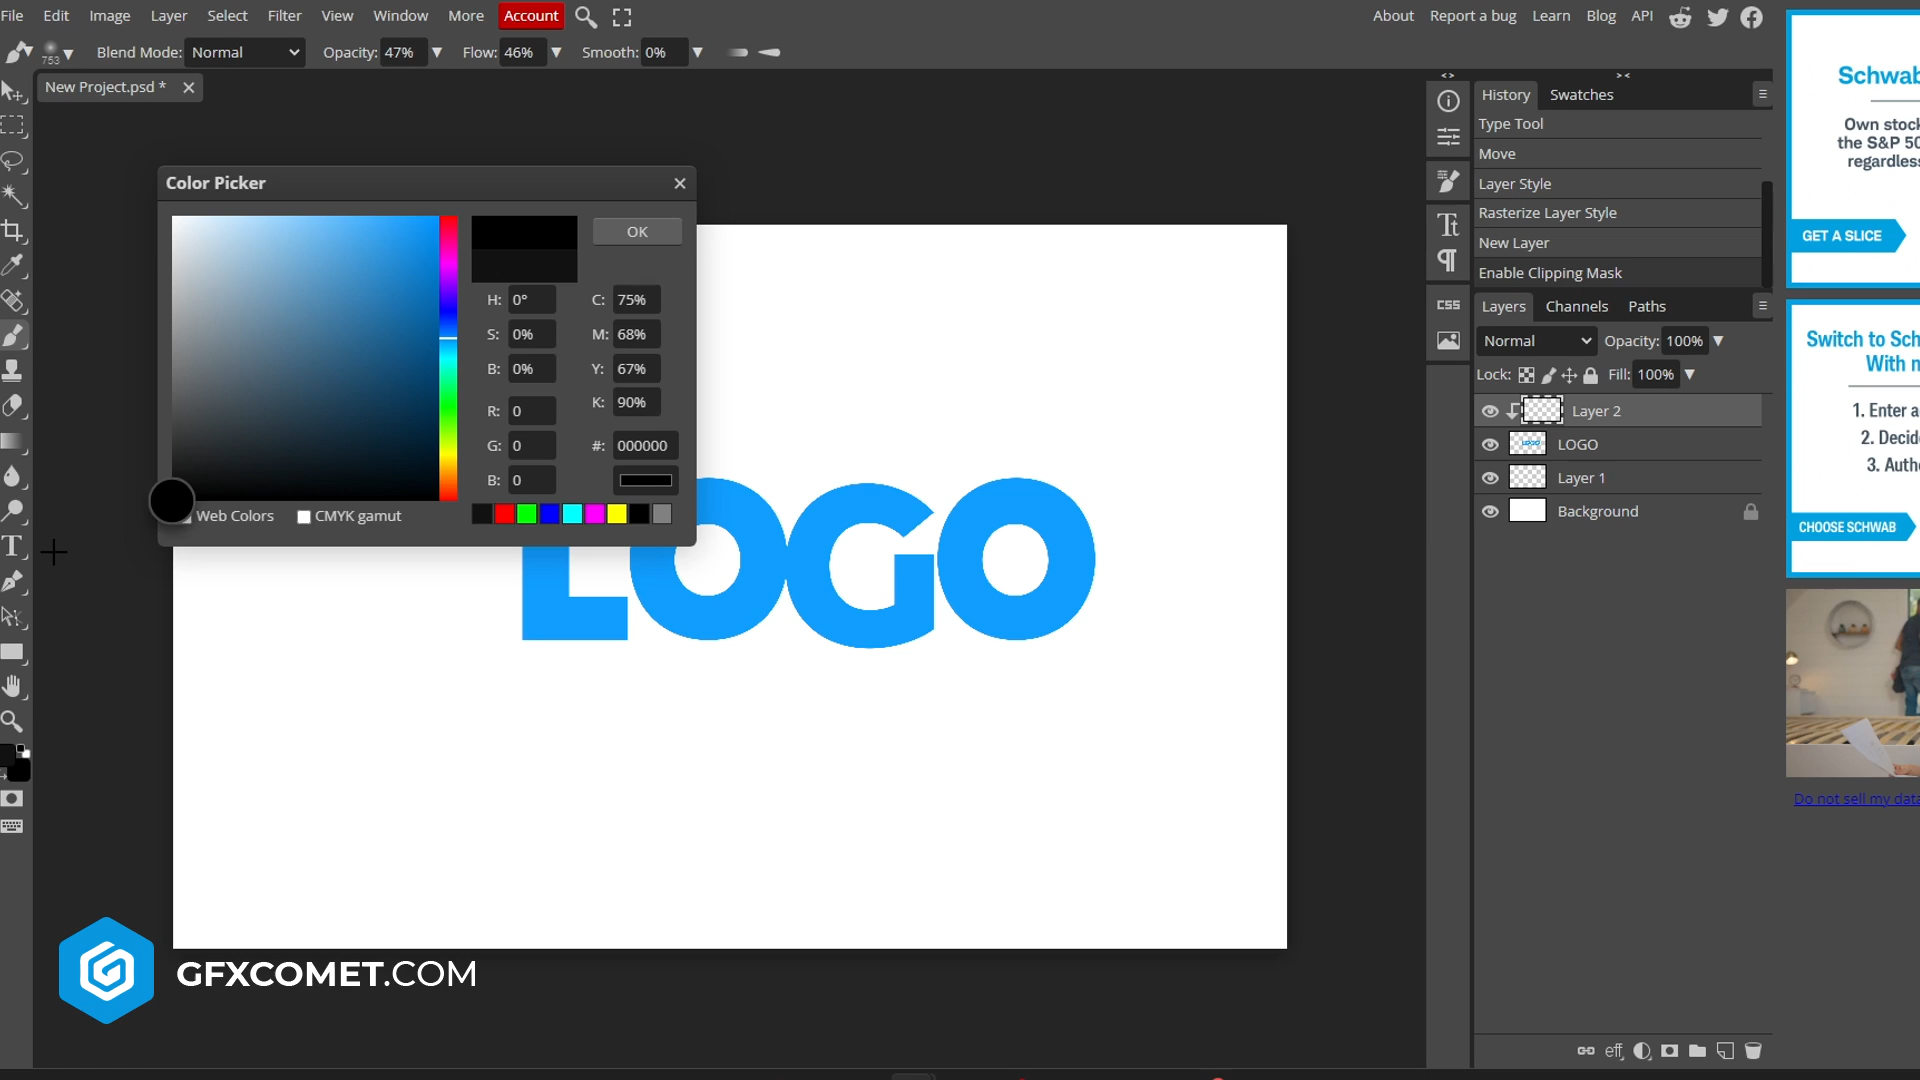 File Edit Image Layer Select Filter View Window More Account About Report a bug Learn Blog API
753 Blend Mode: Normal Opacity: 47% Flow: 46% Smooth: 0%
New Project.psd *
Color Picker
OK
H: 0° C: 75%
S: 0% M: 68%
B: 0% Y: 67%
K: 90%
R: 0
G: 0 #: 000000
B: 0
Web Colors CMYK gamut
LOGO
GFXCOMET.COM
CSS
History Swatches
Type Tool
Move
Layer Style
Rasterize Layer Style
New Layer
Enable Clipping Mask
Layers Channels Paths
Normal Opacity: 100%
Lock: Fill: 100%
Layer 2
LOGO
Layer 1
Background
eff
Schwab
Own stock
the S&P 50
regardless
GET A SLICE
Switch to Sch
With
1. Enter a
2. Decid
3. Auth
CHOOSE SCHWAB
Do not sell my data